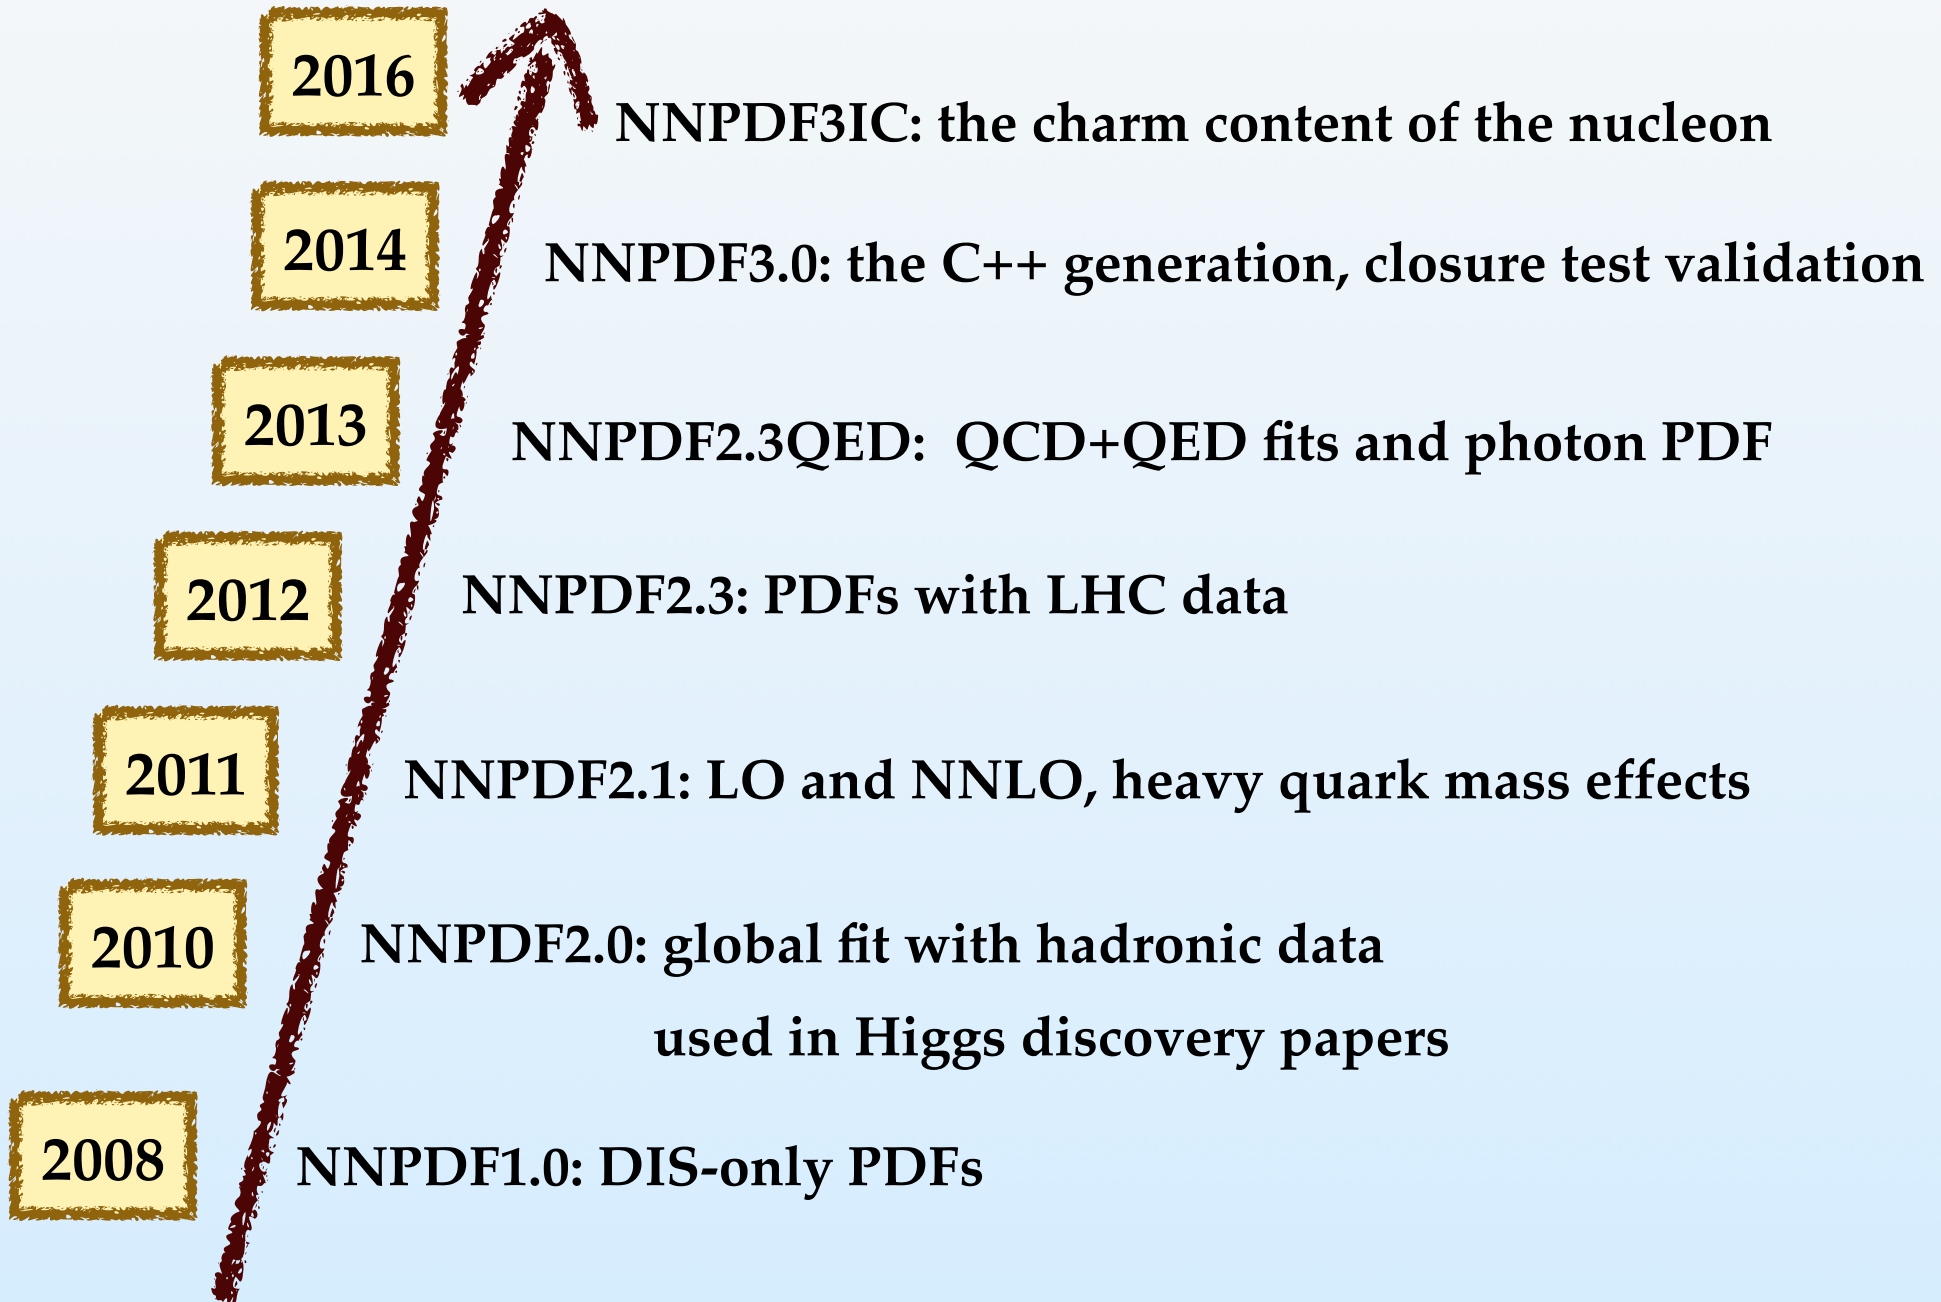 2016
NNPDF3IC: the charm content of the nucleon
2014
NNPDF3.0: the C++ generation, closure test validation
2013
NNPDF2.3QED: QCD+QED fits and photon PDF
2012
NNPDF2.3: PDFs with LHC data
2011
NNPDF2.1: LO and NNLO, heavy quark mass effects
2010
NNPDF2.0: global fit with hadronic data
used in Higgs discovery papers
2008
NNPDF1.0: DIS-only PDFs